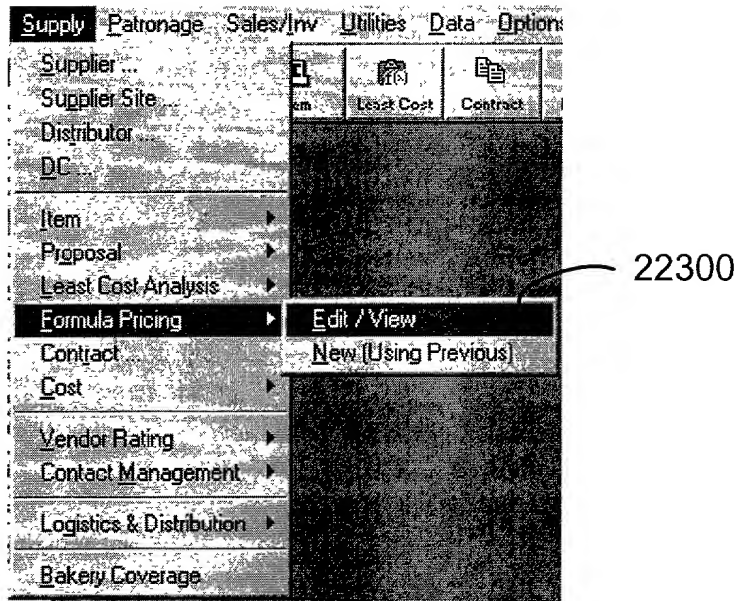 Supply Patronage Sales/Inv Utilities Data Options
Supplier ...
Supplier Site ...
Distributor ...
DC ...
Least Cost
Contract
Item
Proposal
Least Cost Analysis
Formula Pricing
Edit / View
New (Using Previous)
22300
Contract ...
Cost
Vendor Rating
Contact Management
Logistics & Distribution
Bakery Coverage